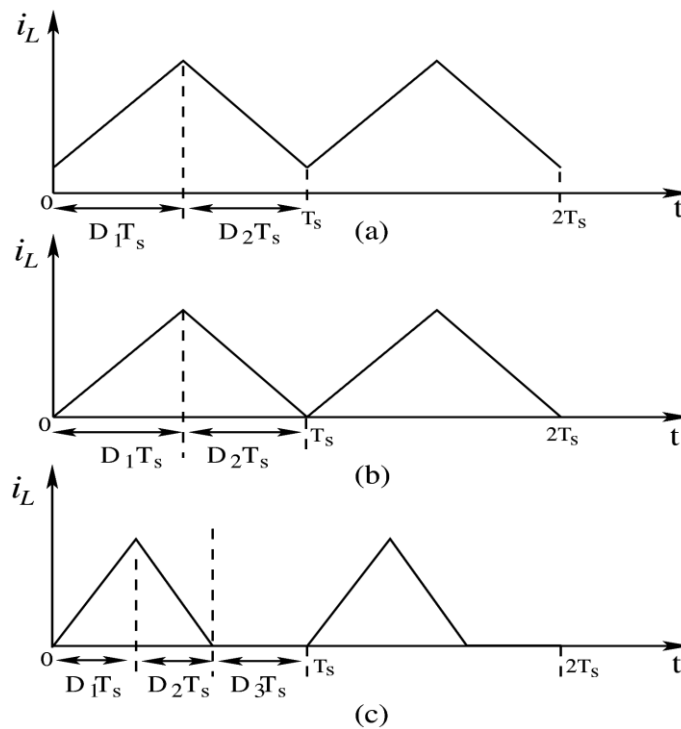 i_L
0
T_s
2T_s
t
D_1T_s
D_2T_s
(a)
i_L
0
T_s
2T_s
t
D_1T_s
D_2T_s
(b)
i_L
0
T_s
2T_s
t
D_1T_s
D_2T_s
D_3T_s
(c)